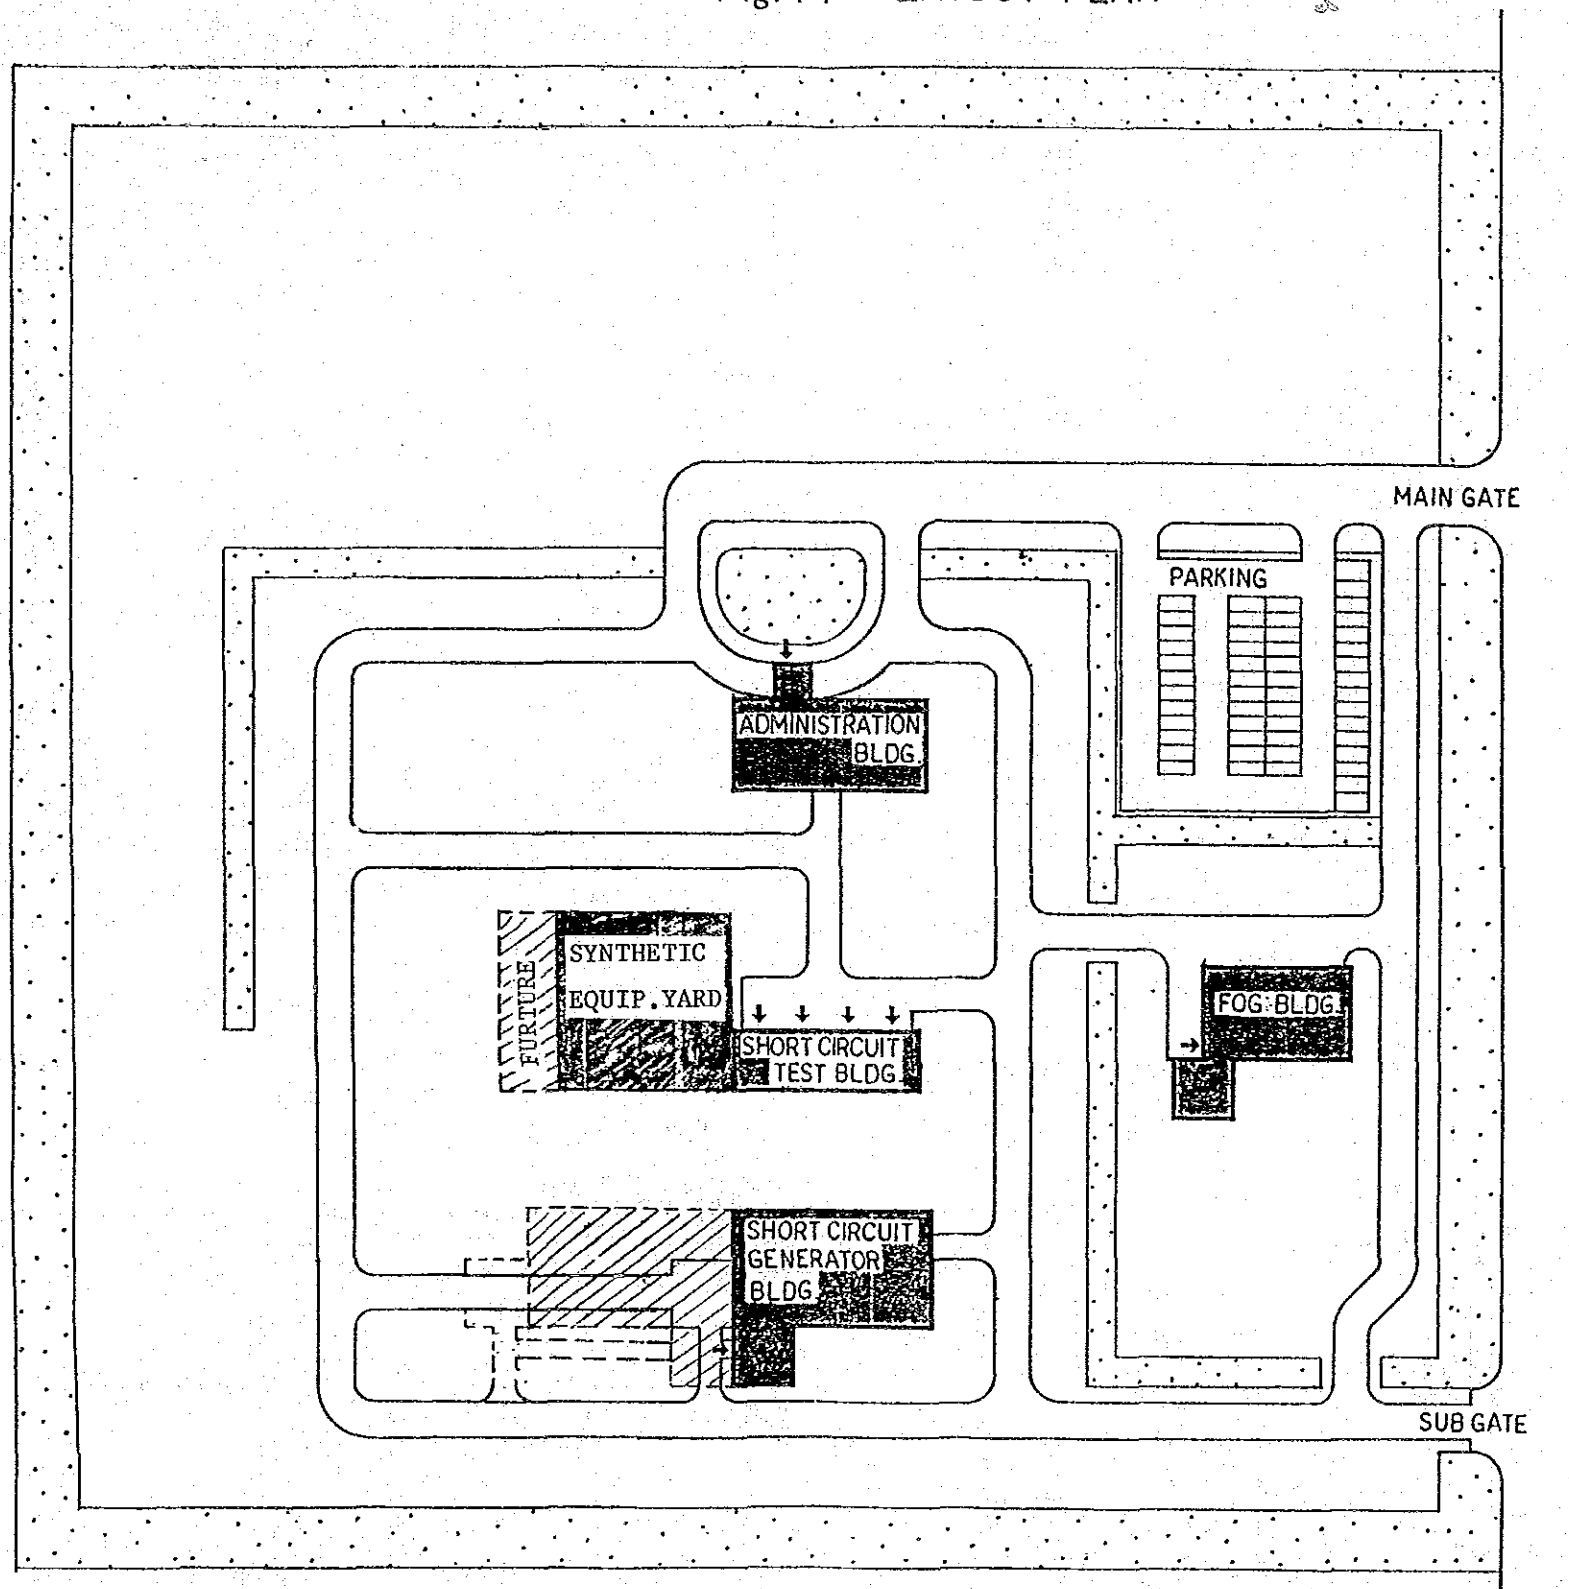 MAIN GATE
PARKING
ADMINISTRATION
BLDG.
SYNTHETIC
EQUIP. YARD
FURTURE
FOG. BLDG.
SHORT CIRCUIT
TEST BLDG.
SHORT CIRCUIT
GENERATOR
BLDG.
SUB GATE